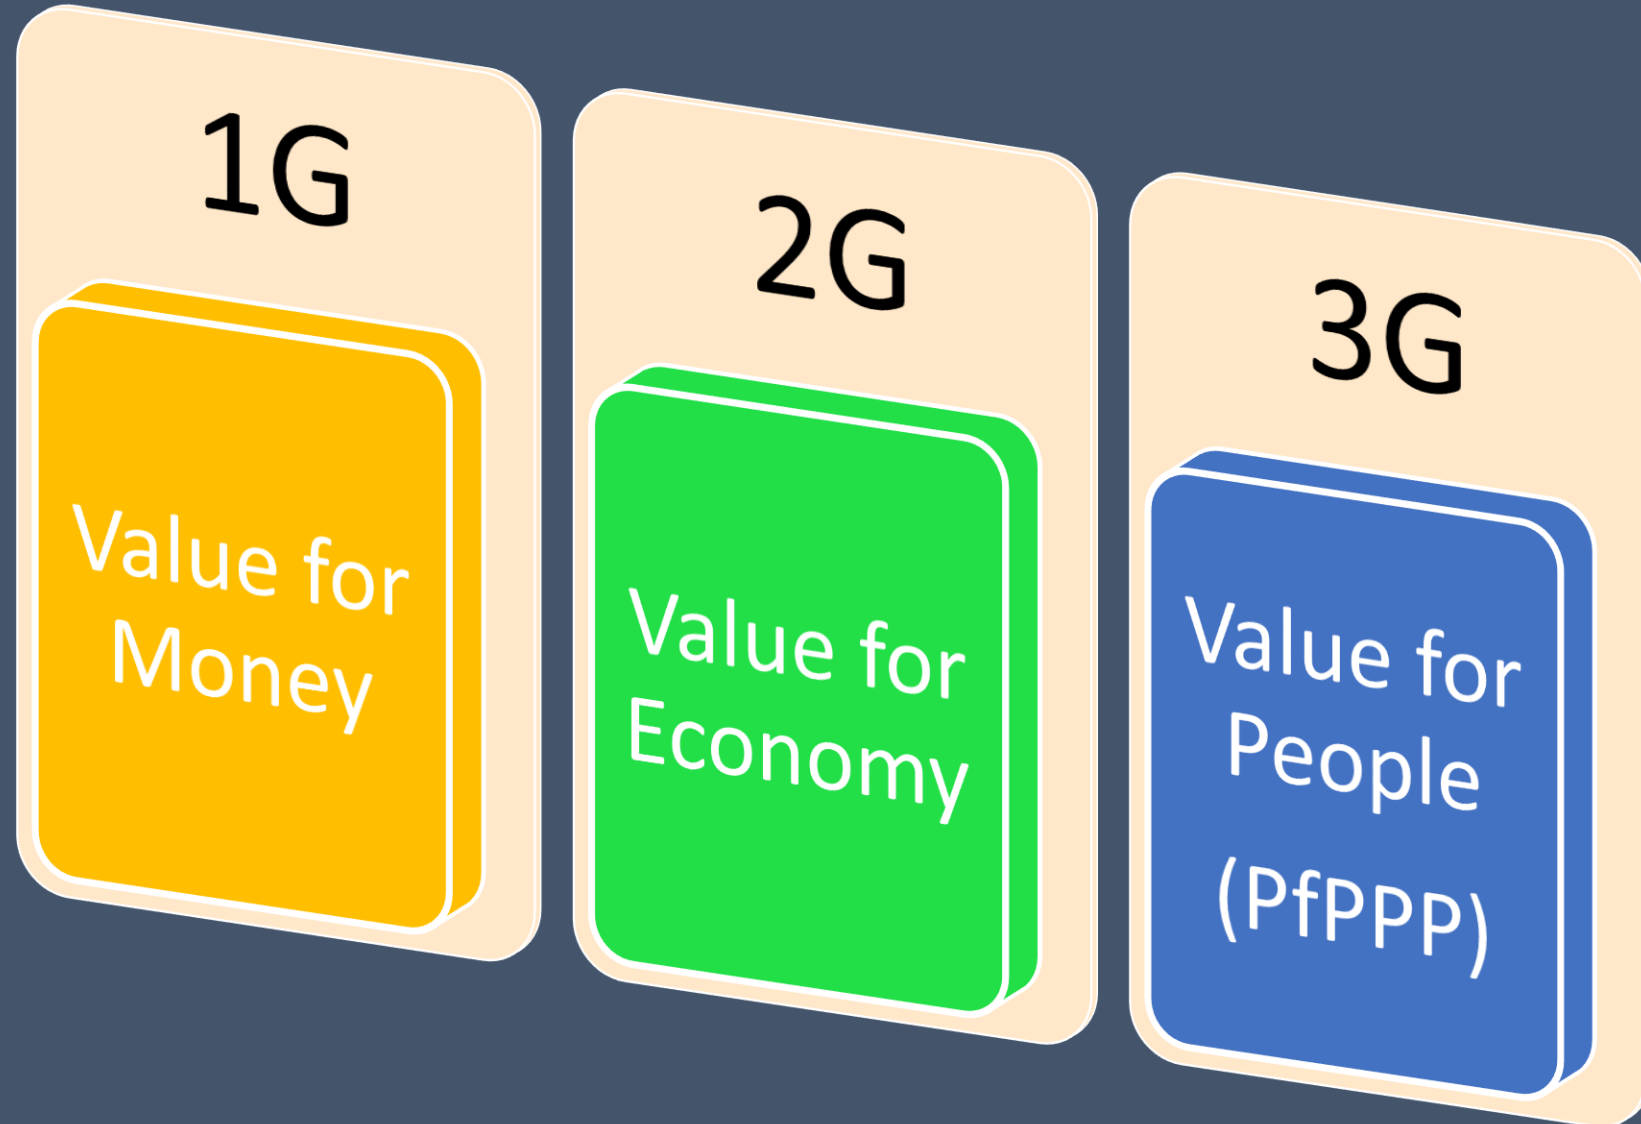 1G
Value for
Money
2G
Value for
Economy
3G
Value for
People
(PfPPP)